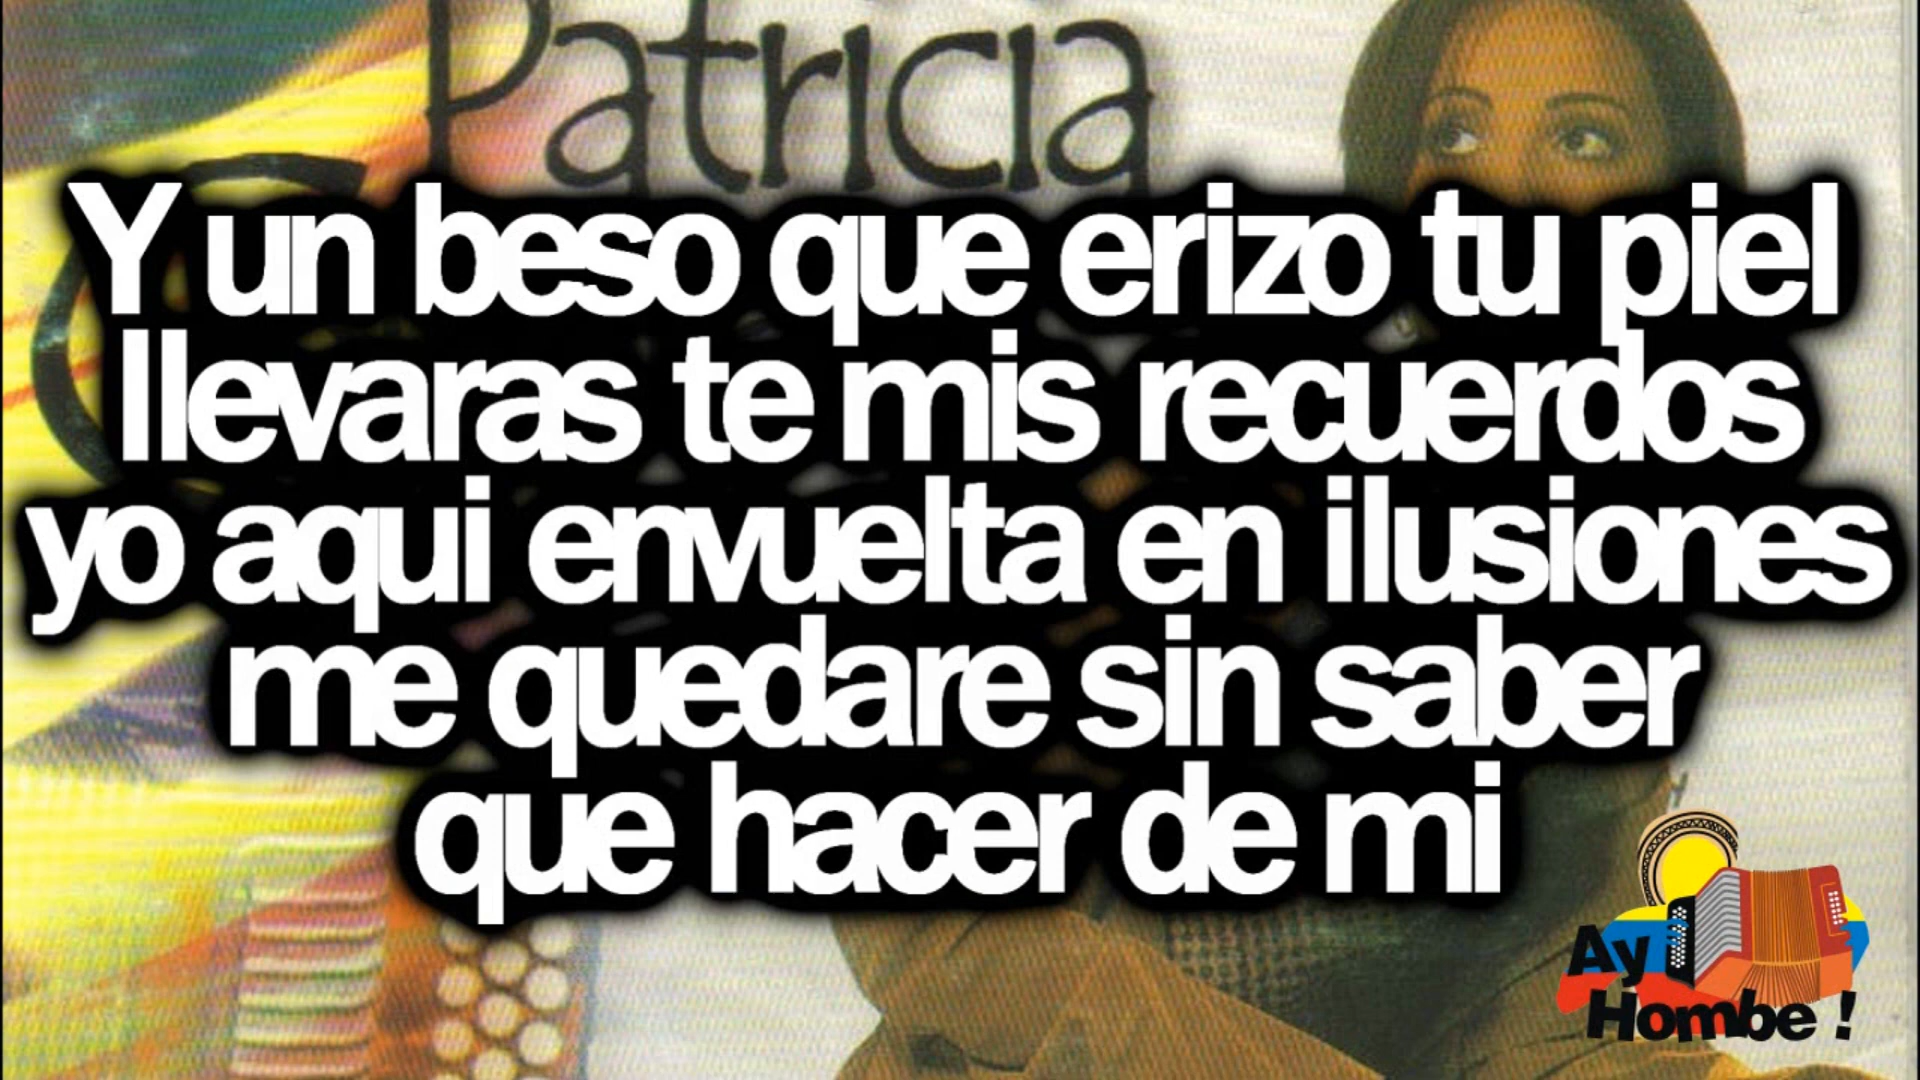 Patricia
Y un beso que erizo tu piel
llevaras te mis recuerdos
yo aqui envuelta en ilusiones
me quedare sin saber
que hacer de mi
Ay
Hombe !